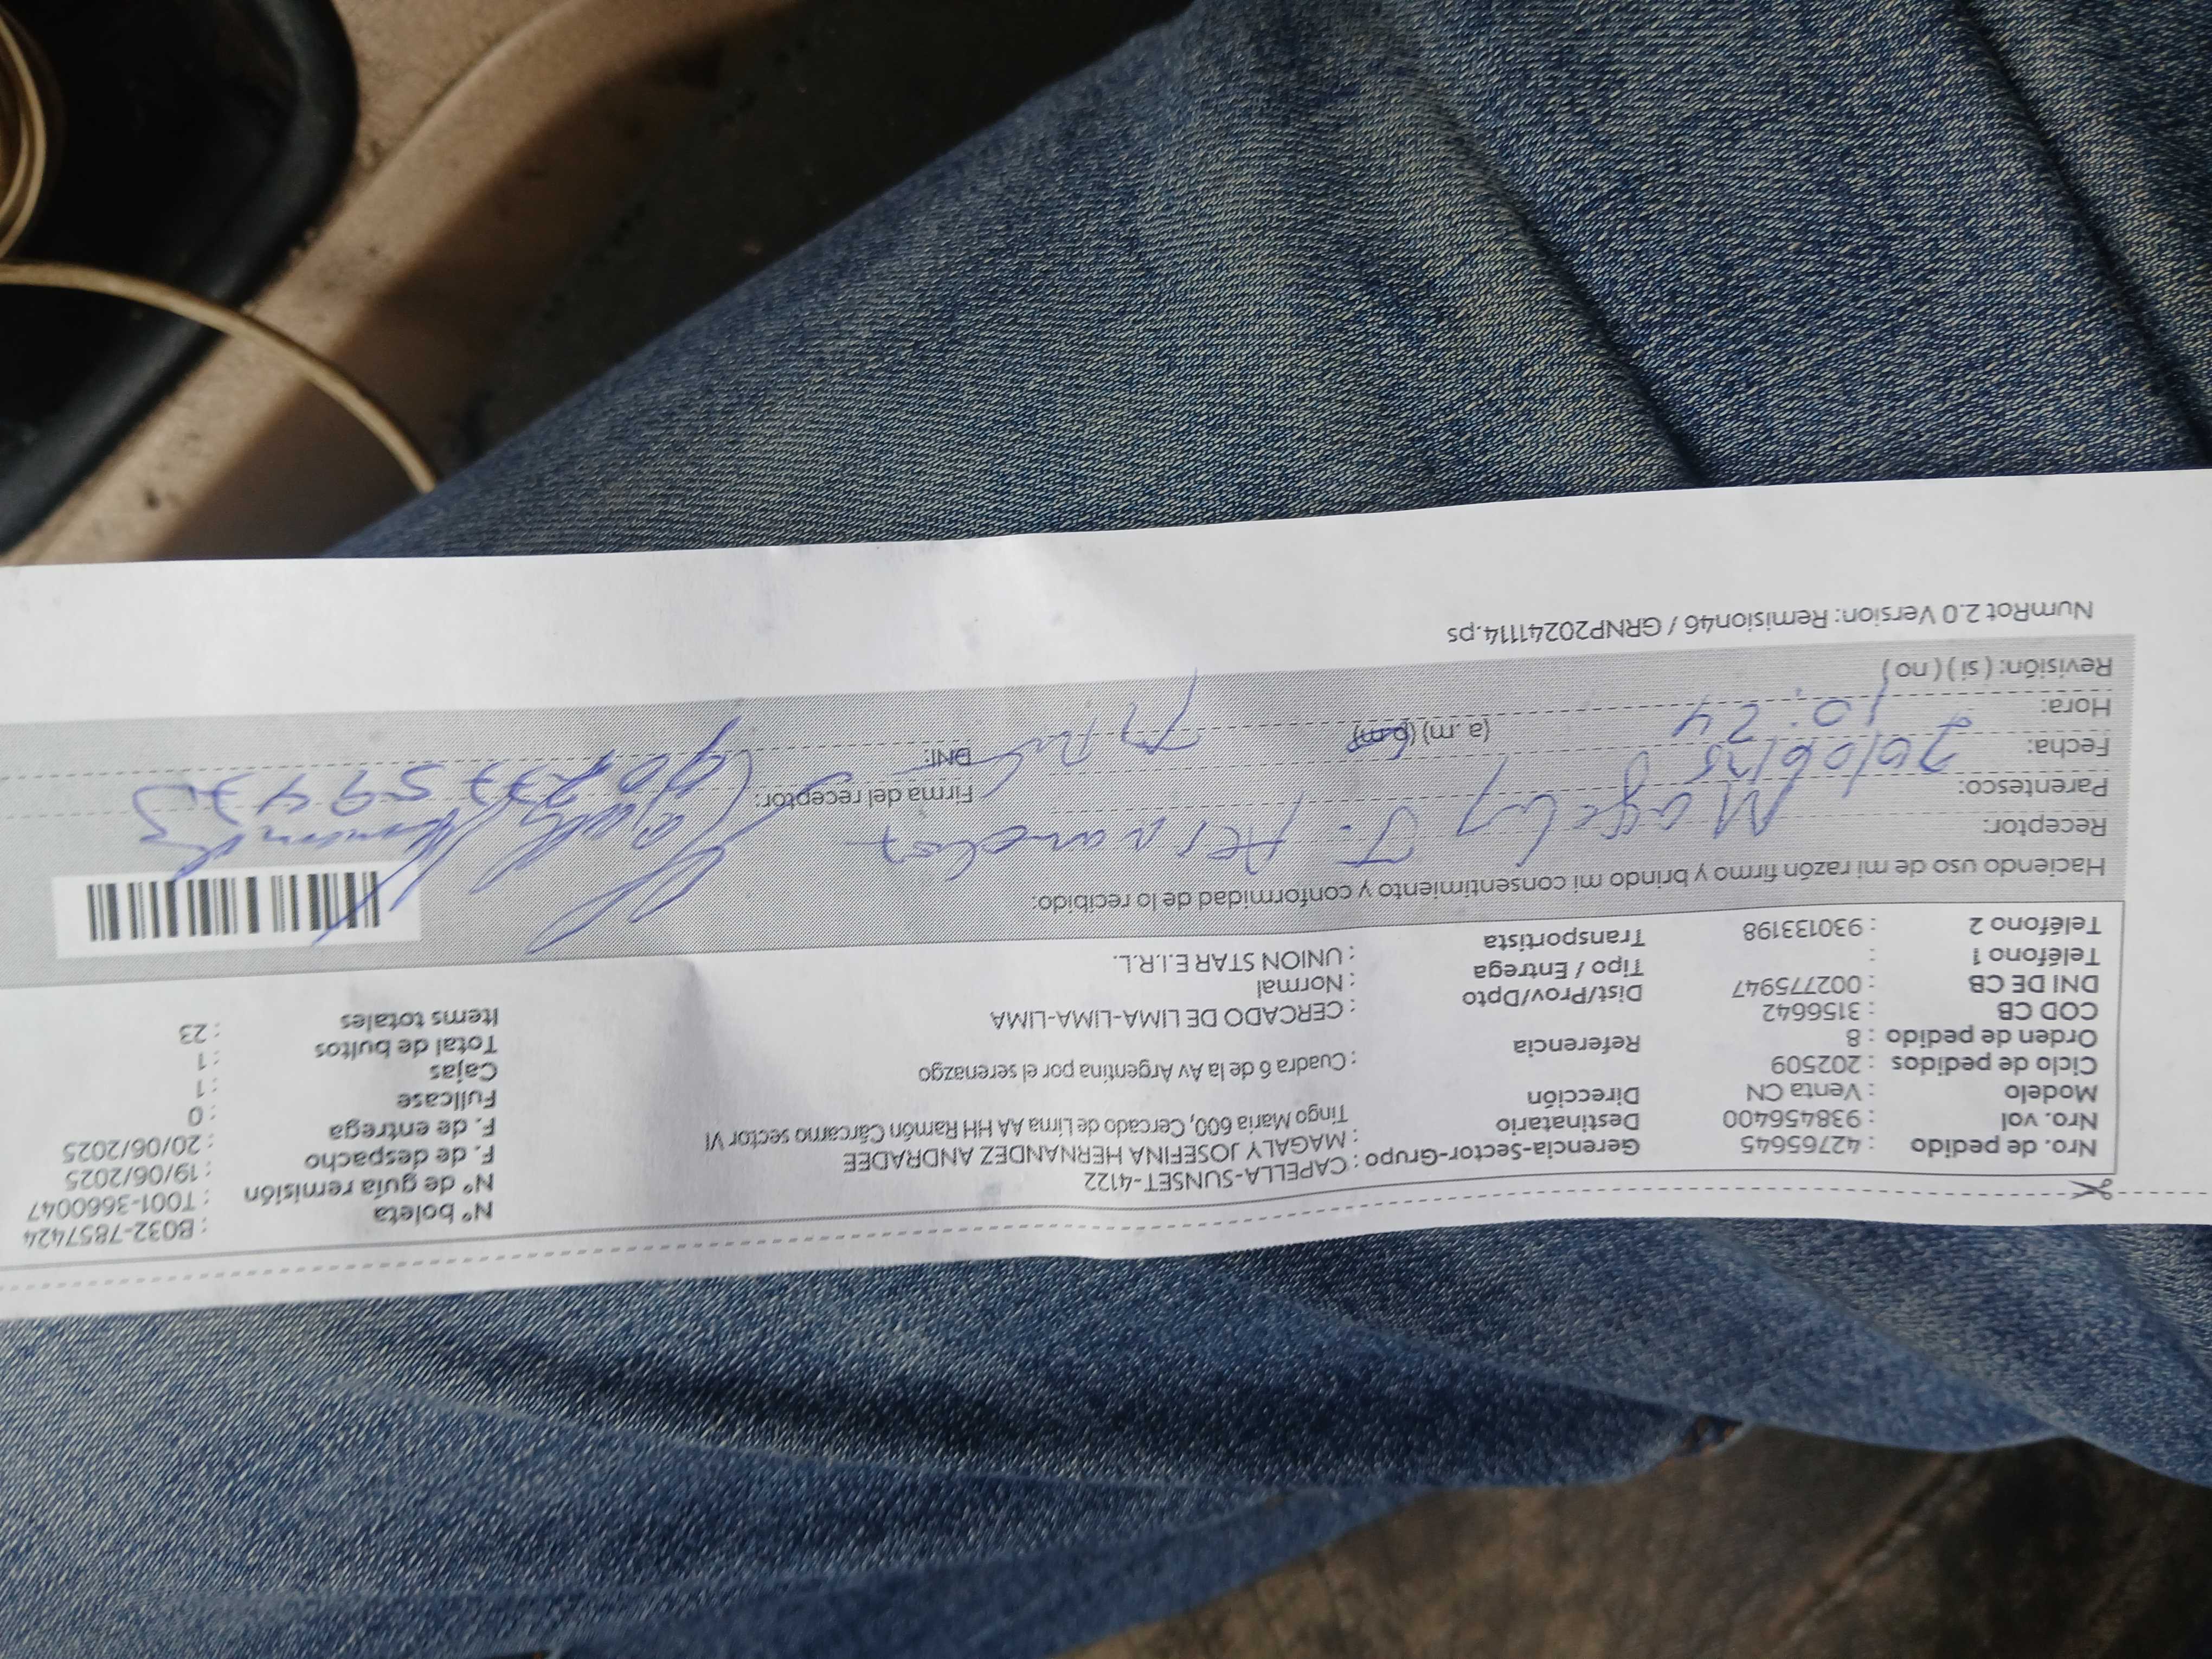 Nro. de pedido : 42765645
Nro. vol : 938456400
Modelo : Venta CN
Ciclo de pedidos : 202509
Orden de pedido : 8
COD CB : 3156642
DNI DE CB : 002775947
Teléfono 1 :
Teléfono 2 : 930133198
Gerencia-Sector-Grupo : CAPELLA-SUNSET-4122
Destinatario : MAGALY JOSEFINA HERNANDEZ ANDRADEE
Dirección Tingo Maria 600, Cercado de Lima AA HH Ramón Cárcamo sector VI
Referencia : Cuadra 6 de la Av Argentina por el serenazgo
Dist/Prov/Dpto : CERCADO DE LIMA-LIMA-LIMA
Tipo / Entrega : Normal
Transportista : UNION STAR E.I.R.L.
N° boleta : B032-7857424
N° de guía remisión : T001-3660047
F. de despacho : 19/06/2025
F. de entrega : 20/06/2025
Fullcase : 0
Cajas : 1
Total de bultos : 1
Items totales : 23
Haciendo uso de mi razón firmo y brindo mi consentimiento y conformidad de lo recibido:
Receptor: Magaly J. Hernandez
Parentesco:
Fecha: 20/06/25
Hora: 10:24 (a .m) (p.m)
Revisión: ( si ) ( no )
Firma del receptor:
DNI:
NumRot 2.0 Version: Remision46 / GRNP20241114.ps